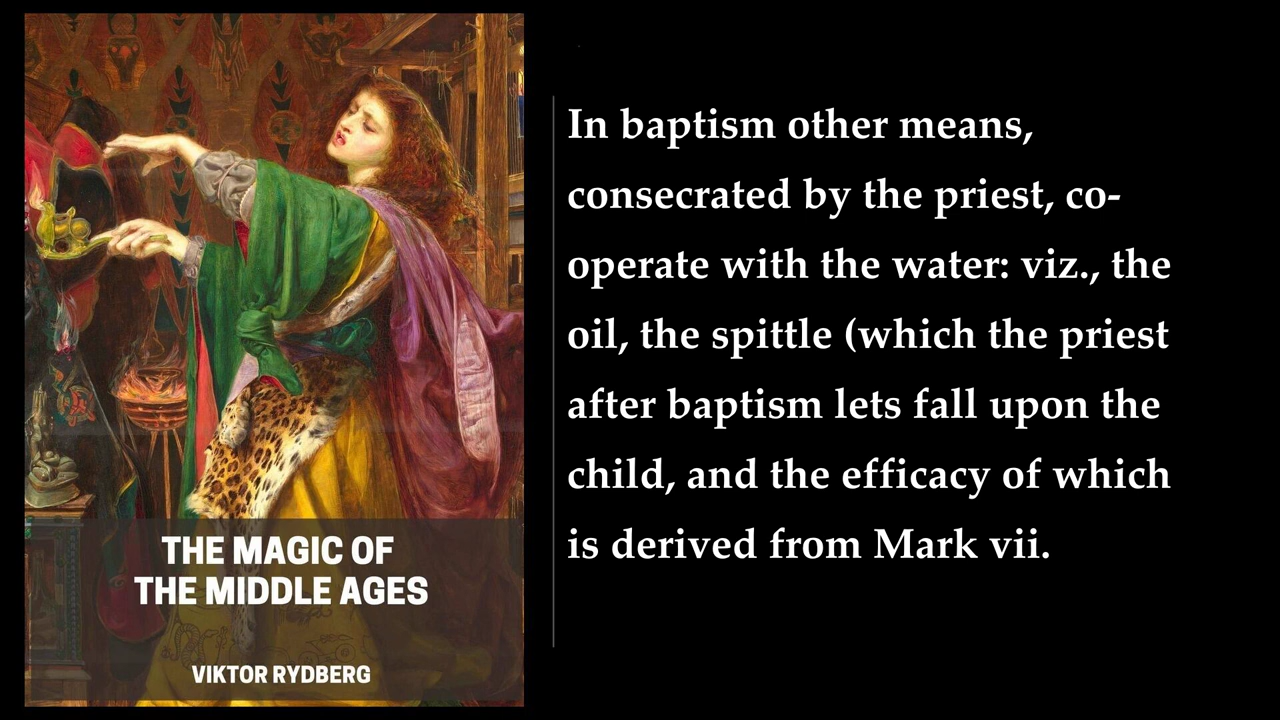 THE MAGIC OF
THE MIDDLE AGES
VIKTOR RYDBERG
In baptism other means,
consecrated by the priest, co-
operate with the water: viz., the
oil, the spittle (which the priest
after baptism lets fall upon the
child, and the efficacy of which
is derived from Mark vii.